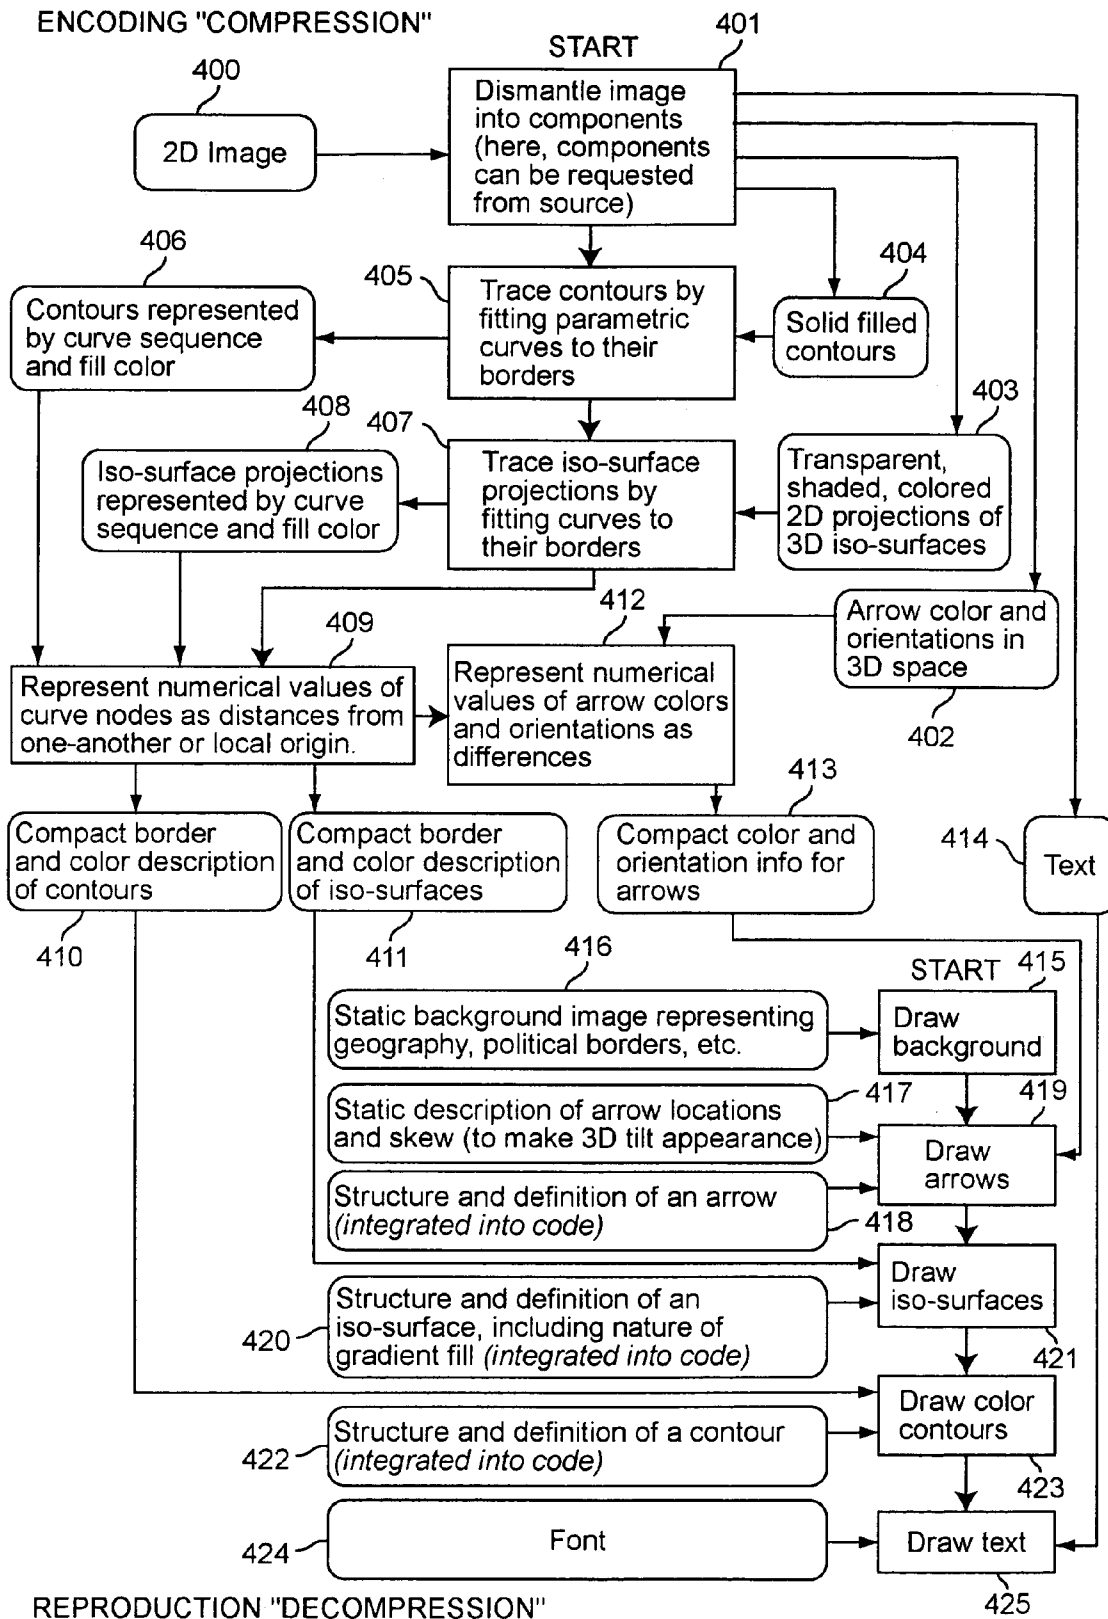 ENCODING "COMPRESSION"
START
401
400
2D Image
Dismantle image
into components
(here, components
can be requested
from source)
406
405
404
Contours represented
by curve sequence
and fill color
Trace contours by
fitting parametric
curves to their
borders
Solid filled
contours
408
407
403
Iso-surface projections
represented by curve
sequence and fill color
Trace iso-surface
projections by
fitting curves to
their borders
Transparent,
shaded, colored
2D projections of
3D iso-surfaces
409
412
Arrow color and
orientations in
3D space
402
Represent numerical values of
curve nodes as distances from
one-another or local origin.
Represent numerical
values of arrow colors
and orientations as
differences
413
Compact border
and color description
of contours
410
Compact border
and color description
of iso-surfaces
411
Compact color and
orientation info for
arrows
414
Text
416
START
415
Static background image representing
geography, political borders, etc.
Draw
background
417
419
Static description of arrow locations
and skew (to make 3D tilt appearance)
Draw
arrows
Structure and definition of an arrow
(integrated into code)
418
Draw
iso-surfaces
421
420
Structure and definition of an
iso-surface, including nature of
gradient fill (integrated into code)
Draw color
contours
423
422
Structure and definition of a contour
(integrated into code)
424
Font
Draw text
425
REPRODUCTION "DECOMPRESSION"